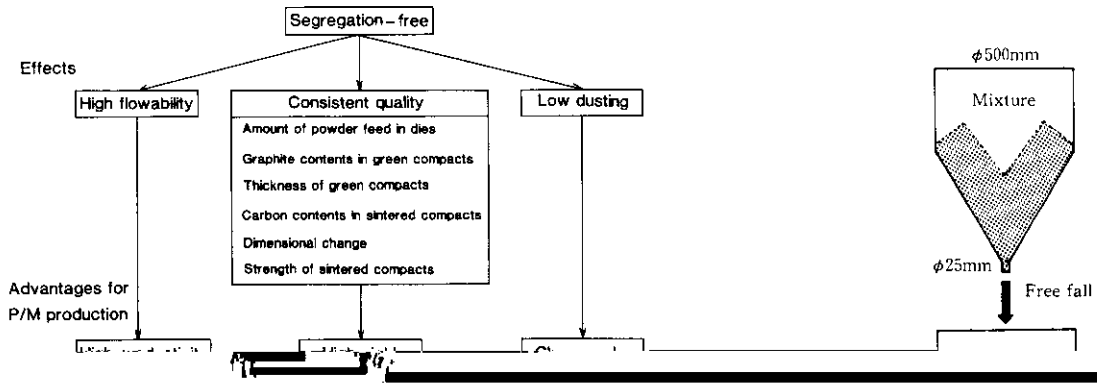 Segregation-free
Effects
High flowability
Consistent quality
Low dusting
Amount of powder feed in dies
Graphite contents in green compacts
Thickness of green compacts
Carbon contents in sintered compacts
Dimensional change
Strength of sintered compacts
Advantages for
P/M production
φ500mm
Mixture
φ25mm
Free fall